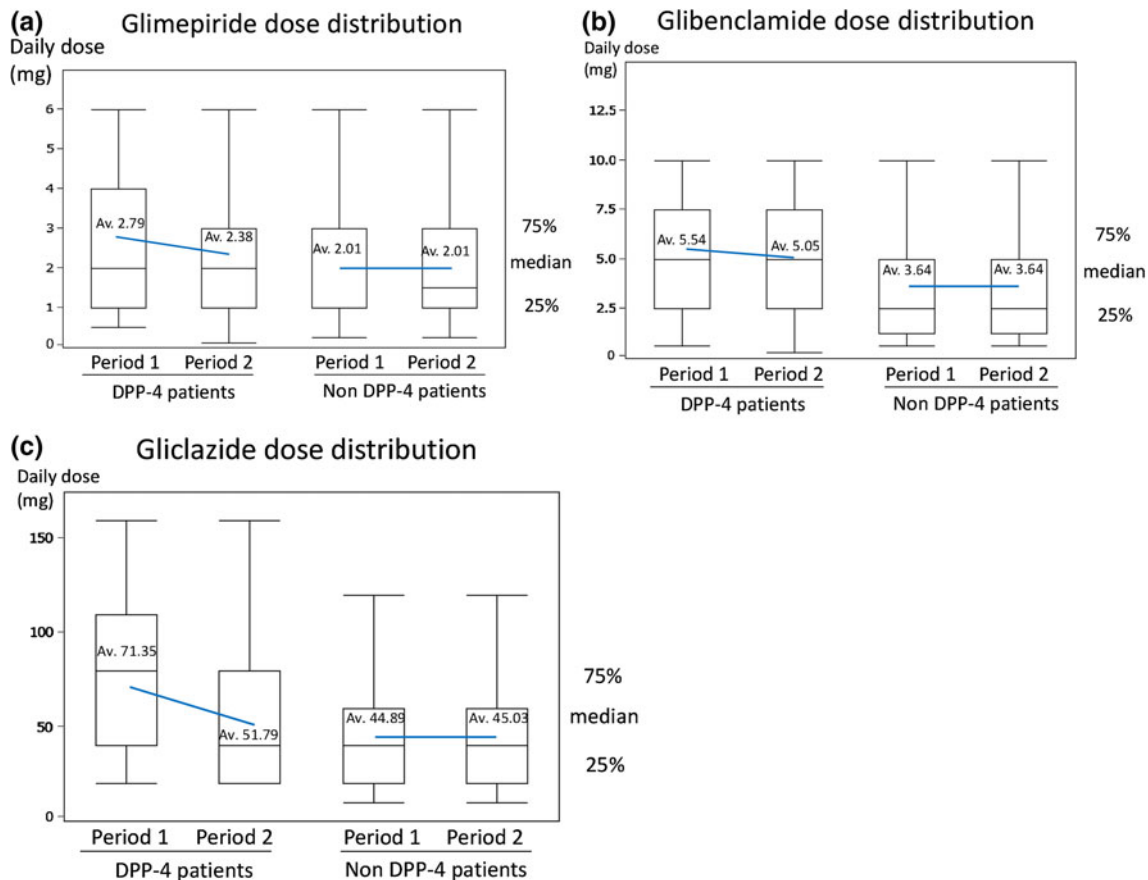 (a) Glimepiride dose distribution
Daily dose
(mg)
6
5
4
3
2
1
0
Av. 2.79
Av. 2.38
Av. 2.01
Av. 2.01
75%
median
25%
Period 1 Period 2 Period 1 Period 2
DPP-4 patients Non DPP-4 patients
(b) Glibenclamide dose distribution
Daily dose
(mg)
12.5
10.0
7.5
5.0
2.5
0
Av. 5.54
Av. 5.05
Av. 3.64
Av. 3.64
75%
median
25%
Period 1 Period 2 Period 1 Period 2
DPP-4 patients Non DPP-4 patients
(c) Gliclazide dose distribution
Daily dose
(mg)
150
100
50
0
Av. 71.35
Av. 51.79
Av. 44.89
Av. 45.03
75%
median
25%
Period 1 Period 2 Period 1 Period 2
DPP-4 patients Non DPP-4 patients